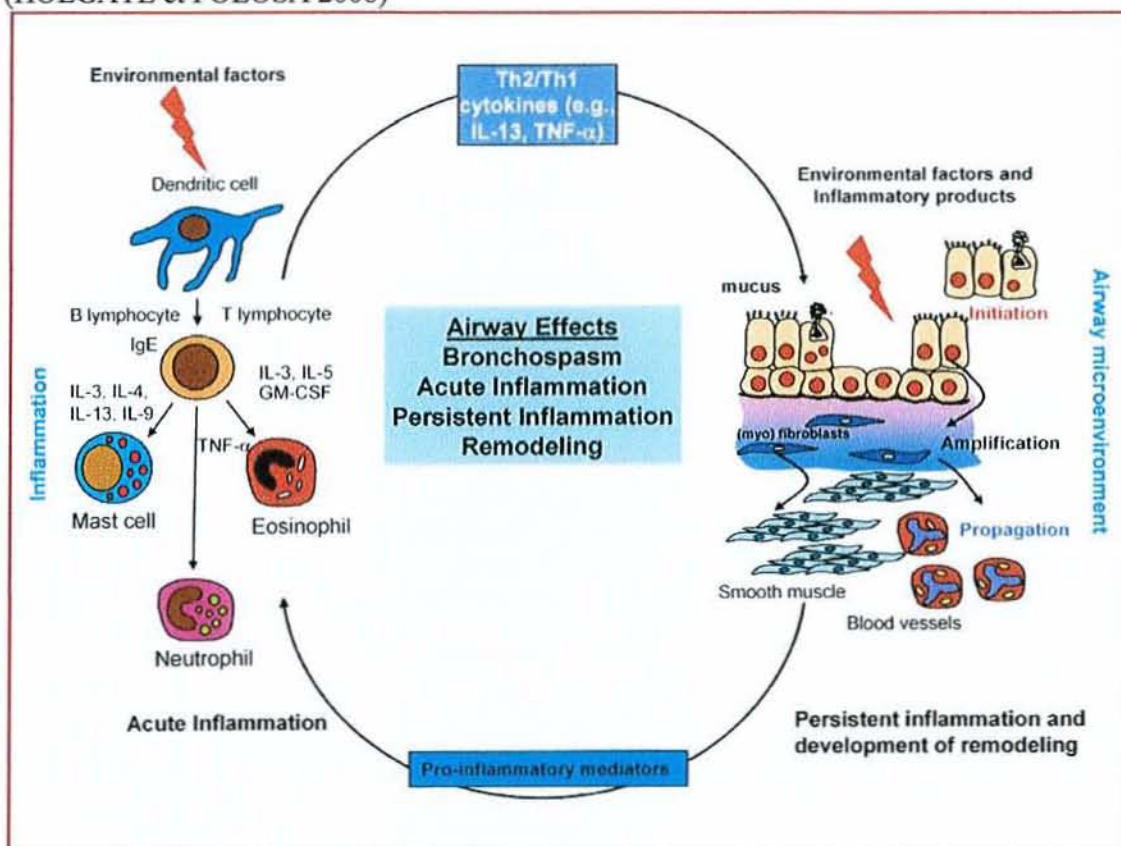 Environmental factors
Dendritic cell
B lymphocyte
T lymphocyte
IgE
IL-3, IL-4,
IL-13, IL-9
IL-3, IL-5
GM-CSF
TNF-α
Mast cell
Eosinophil
Neutrophil
Inflammation
Acute Inflammation
Th2/Th1
cytokines (e.g.,
IL-13, TNF-α)
Airway Effects
Bronchospasm
Acute Inflammation
Persistent Inflammation
Remodeling
Pro-inflammatory mediators
Environmental factors and
Inflammatory products
mucus
Initiation
(myo) fibroblasts
Amplification
Propagation
Smooth muscle
Blood vessels
Airway microenvironment
Persistent inflammation and
development of remodeling